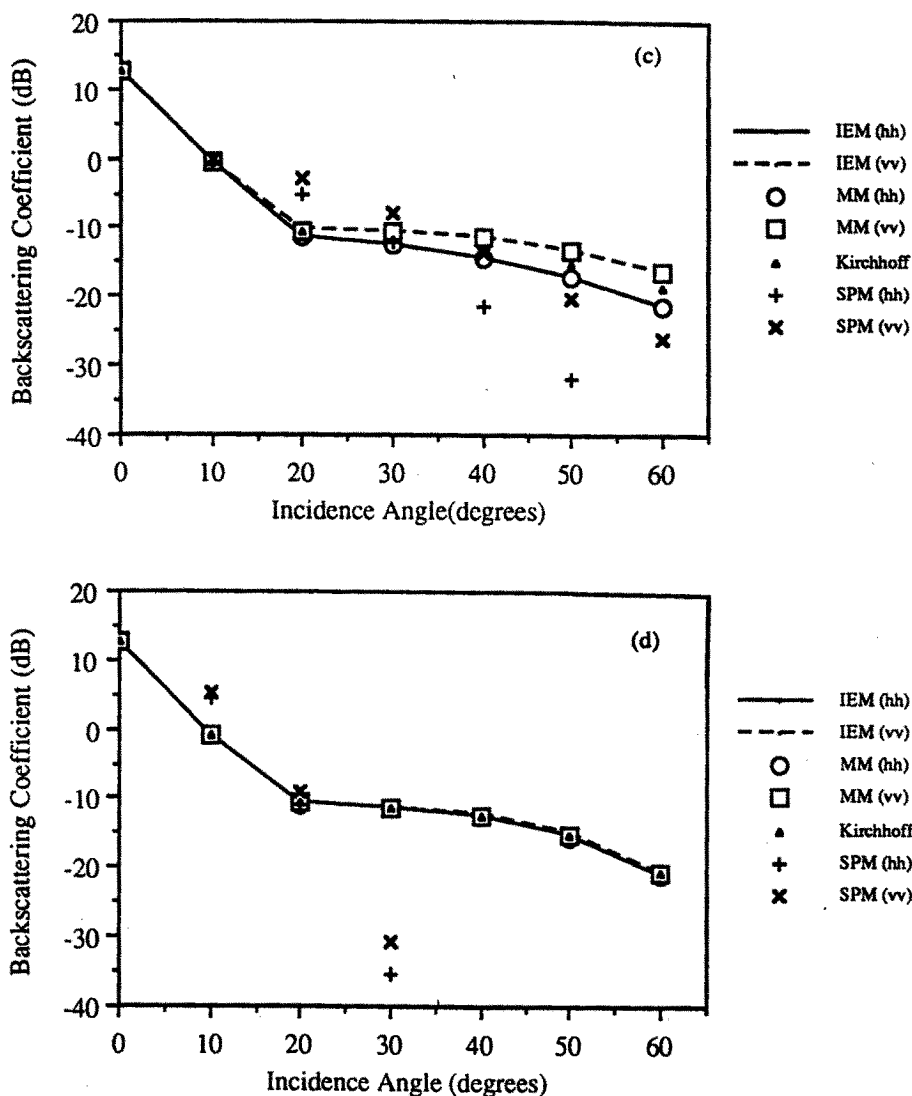 20
10
0
-10
-20
-30
-40
Backscattering Coefficient (dB)
(c)
0 10 20 30 40 50 60
Incidence Angle(degrees)
IEM (hh)
IEM (vv)
MM (hh)
MM (vv)
Kirchhoff
SPM (hh)
SPM (vv)
20
10
0
-10
-20
-30
-40
Backscattering Coefficient (dB)
(d)
0 10 20 30 40 50 60
Incidence Angle (degrees)
IEM (hh)
IEM (vv)
MM (hh)
MM (vv)
Kirchhoff
SPM (hh)
SPM (vv)